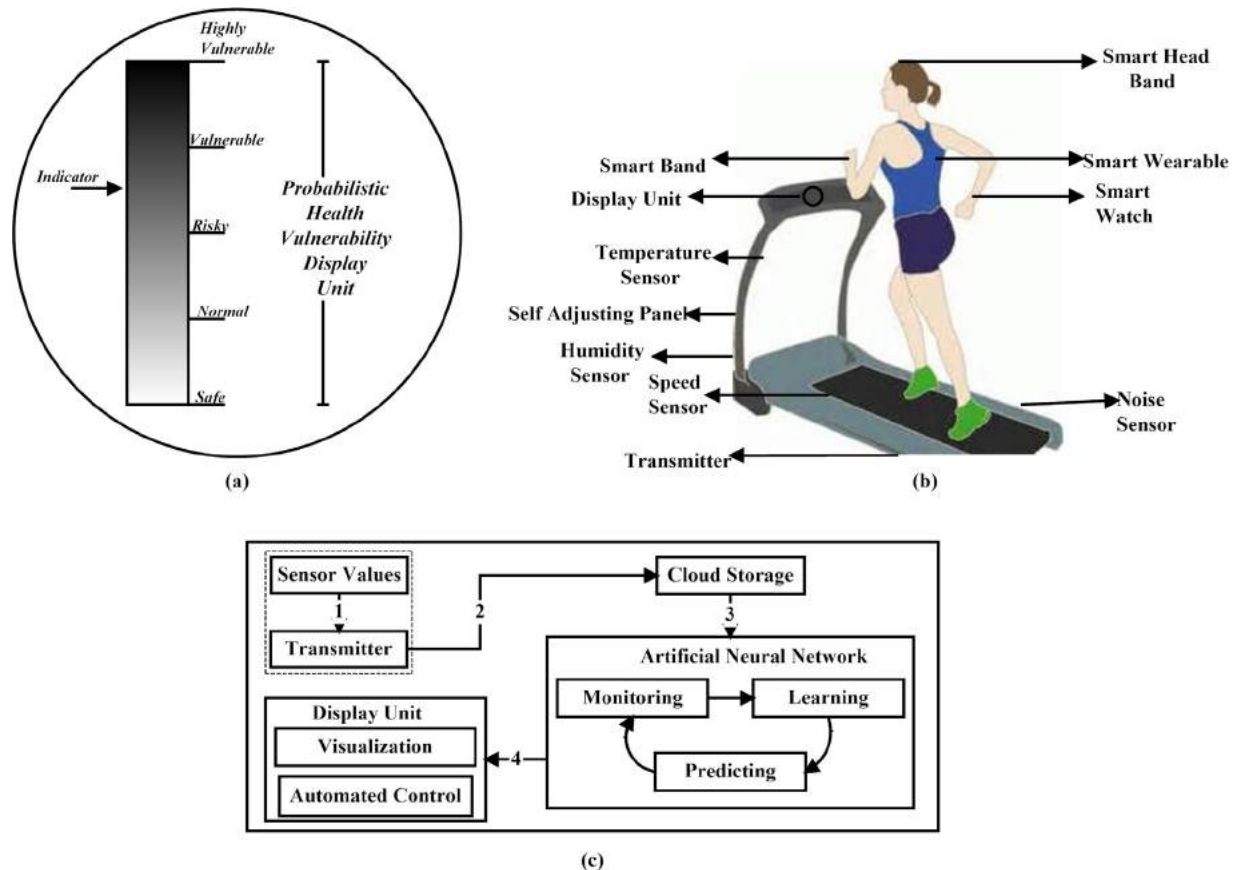 Highly
Vulnerable
Vulnerable
Indicator
Risky
Normal
Safe
Probabilistic
Health
Vulnerability
Display
Unit
(a)
Smart Head
Band
Smart Band
Smart Wearable
Display Unit
Smart
Watch
Temperature
Sensor
Self Adjusting Panel
Humidity
Sensor
Speed
Sensor
Noise
Sensor
Transmitter
(b)
Sensor Values
Cloud Storage
1
2
3
Transmitter
Artificial Neural Network
Monitoring
Learning
Predicting
Display Unit
Visualization
4
Automated Control
(c)